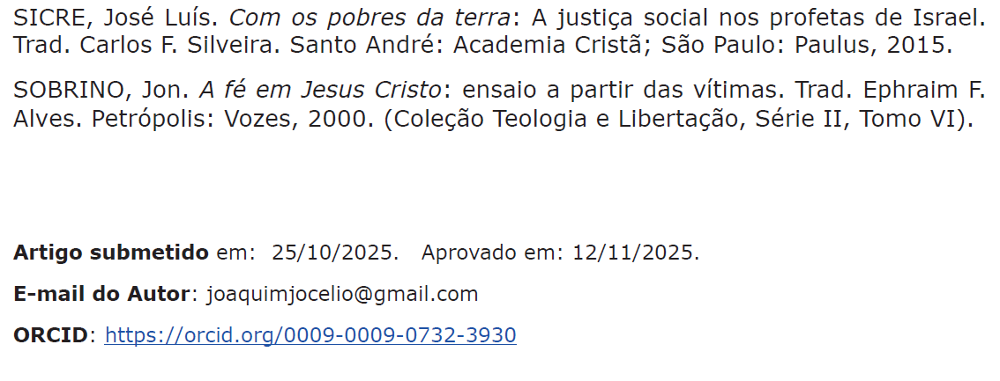 SICRE, José Luís. Com os pobres da terra: A justiça social nos profetas de Israel.
Trad. Carlos F. Silveira. Santo André: Academia Cristã; São Paulo: Paulus, 2015.
SOBRINO, Jon. A fé em Jesus Cristo: ensaio a partir das vítimas. Trad. Ephraim F.
Alves. Petrópolis: Vozes, 2000. (Coleção Teologia e Libertação, Série II, Tomo VI).
Artigo submetido em: 25/10/2025. Aprovado em: 12/11/2025.
E-mail do Autor: joaquimjocelio@gmail.com
ORCID: https://orcid.org/0009-0009-0732-3930